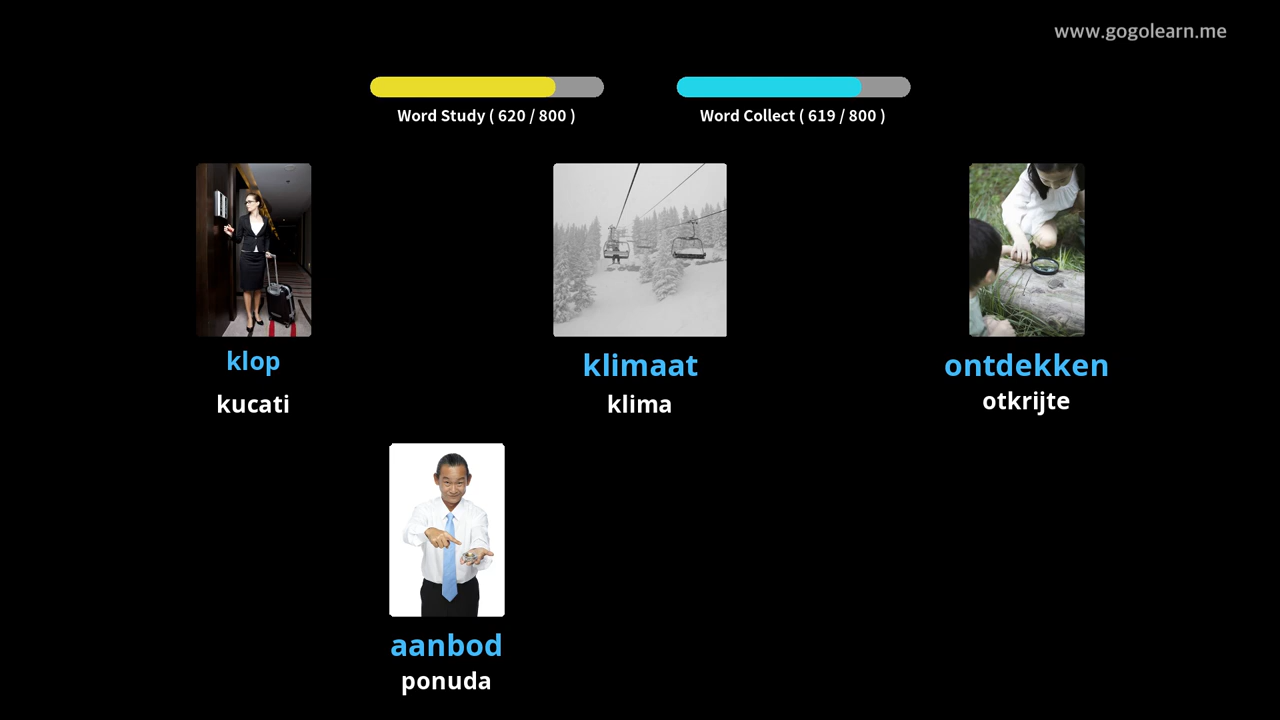 www.gogolearn.me
Word Study ( 620 / 800 )
Word Collect ( 619 / 800 )
klop
klimaat
ontdekken
kucati
klima
otkrijte
aanbod
ponuda